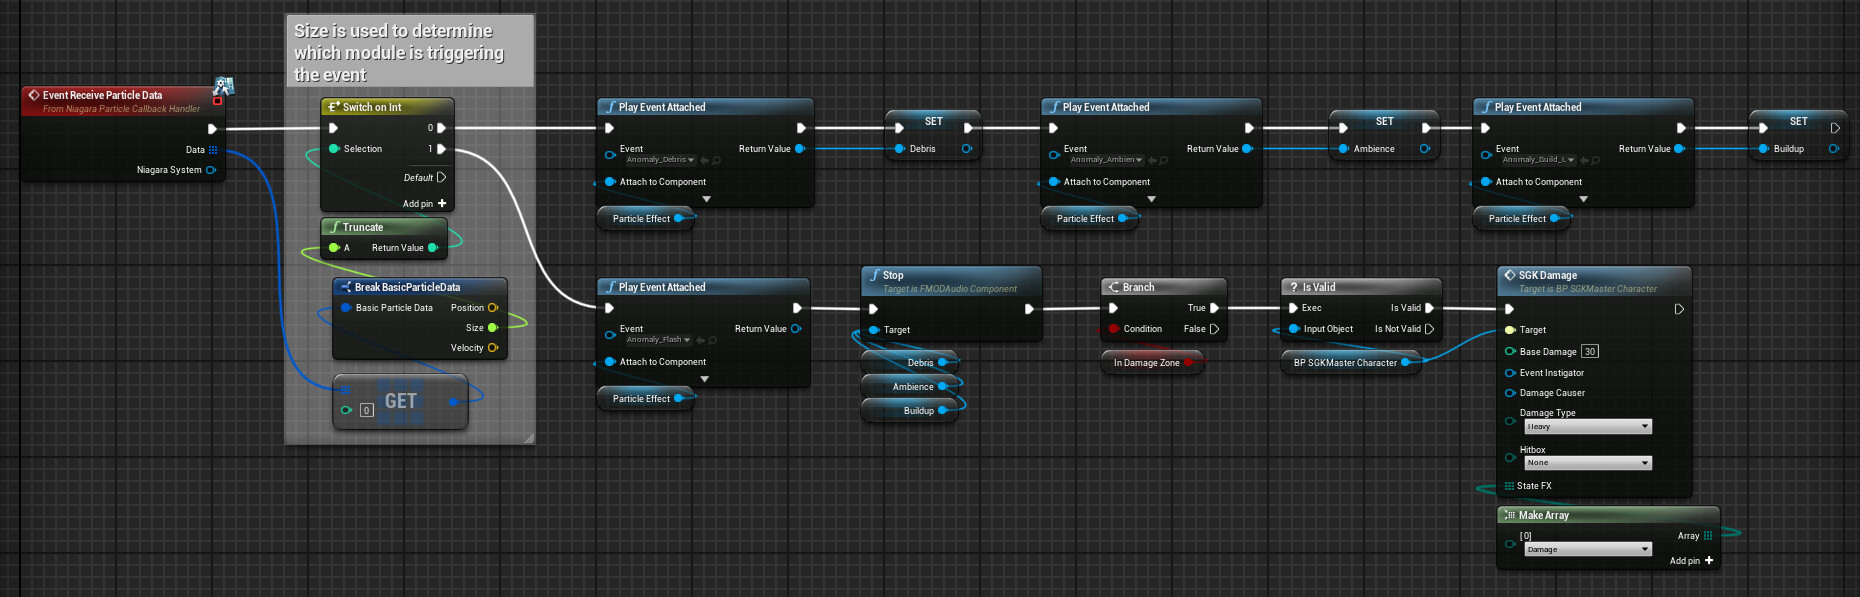 Size is used to determine
which module is triggering
the event
Event Receive Particle Data
From Niagara Particle Callback Handler
Data
Niagara System
Switch on Int
0
Selection
1
Default
Add pin
Truncate
A
Return Value
Break BasicParticleData
Basic Particle Data
Position
Size
Velocity
GET
0
Play Event Attached
Event
Anomaly_Debris
Return Value
Attach to Component
Particle Effect
SET
Debris
Play Event Attached
Event
Anomaly_Ambien
Return Value
Attach to Component
Particle Effect
SET
Ambience
Play Event Attached
Event
Anomaly_Build_L
Return Value
Attach to Component
Particle Effect
SET
Buildup
Play Event Attached
Event
Anomaly_Flash
Return Value
Attach to Component
Particle Effect
Stop
Target is FMODAudio Component
Target
Debris
Ambience
Buildup
Branch
True
Condition
False
In Damage Zone
? Is Valid
Exec
Is Valid
Input Object
Is Not Valid
BP SGKMaster Character
SGK Damage
Target is BP SGKMaster Character
Target
Base Damage 30
Event Instigator
Damage Causer
Damage Type
Heavy
Hitbox
None
State FX
Make Array
[0]
Damage
Array
Add pin